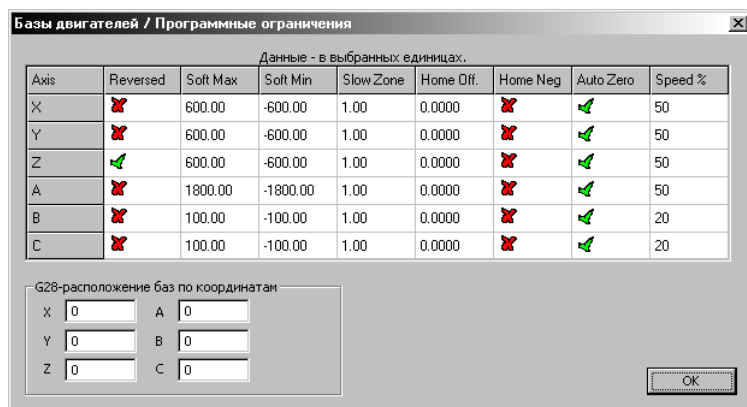 Базы двигателей / Программные ограничения
Данные - в выбранных единицах.
Axis Reversed Soft Max Soft Min Slow Zone Home Off. Home Neg Auto Zero Speed %
X 600.00 -600.00 1.00 0.0000 50
Y 600.00 -600.00 1.00 0.0000 50
Z 600.00 -600.00 1.00 0.0000 50
A 1800.00 -1800.00 1.00 0.0000 50
B 100.00 -100.00 1.00 0.0000 20
C 100.00 -100.00 1.00 0.0000 20
G28-расположение баз по координатам
X 0 A 0
Y 0 B 0
Z 0 C 0
OK